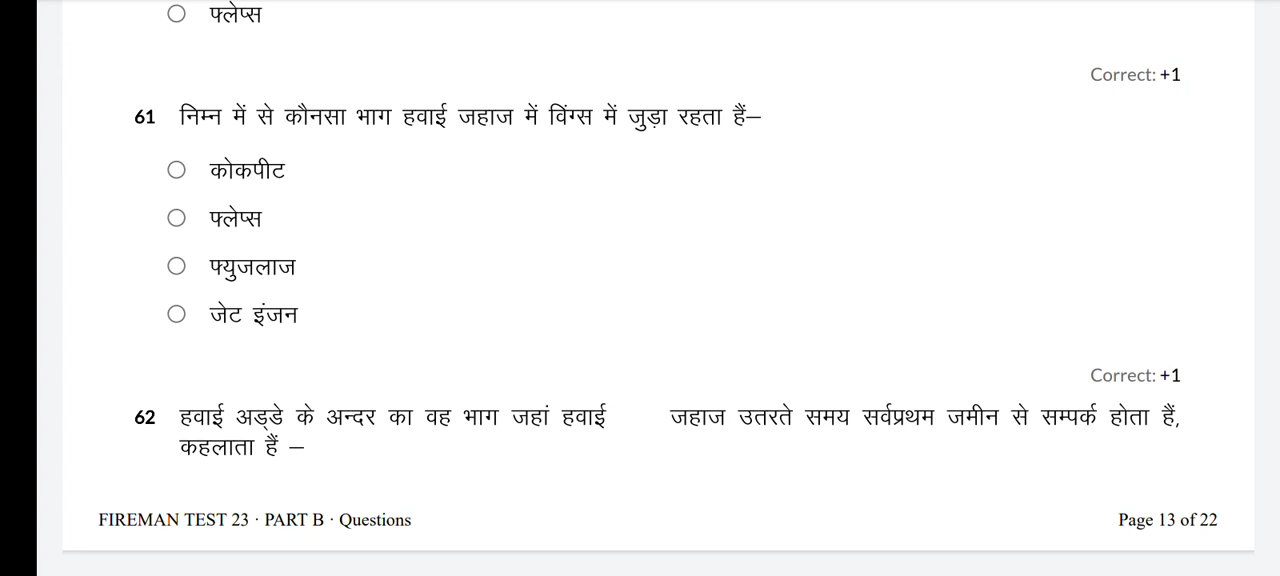 फ्लेप्स
Correct: +1
61 निम्न में से कौनसा भाग हवाई जहाज में विंग्स में जुड़ा रहता हैं–
कोकपीट
फ्लेप्स
फ्युजलाज
जेट इंजन
Correct: +1
62 हवाई अड्डे के अन्दर का वह भाग जहां हवाई जहाज उतरते समय सर्वप्रथम जमीन से सम्पर्क होता हैं,
कहलाता हैं –
FIREMAN TEST 23 · PART B · Questions Page 13 of 22